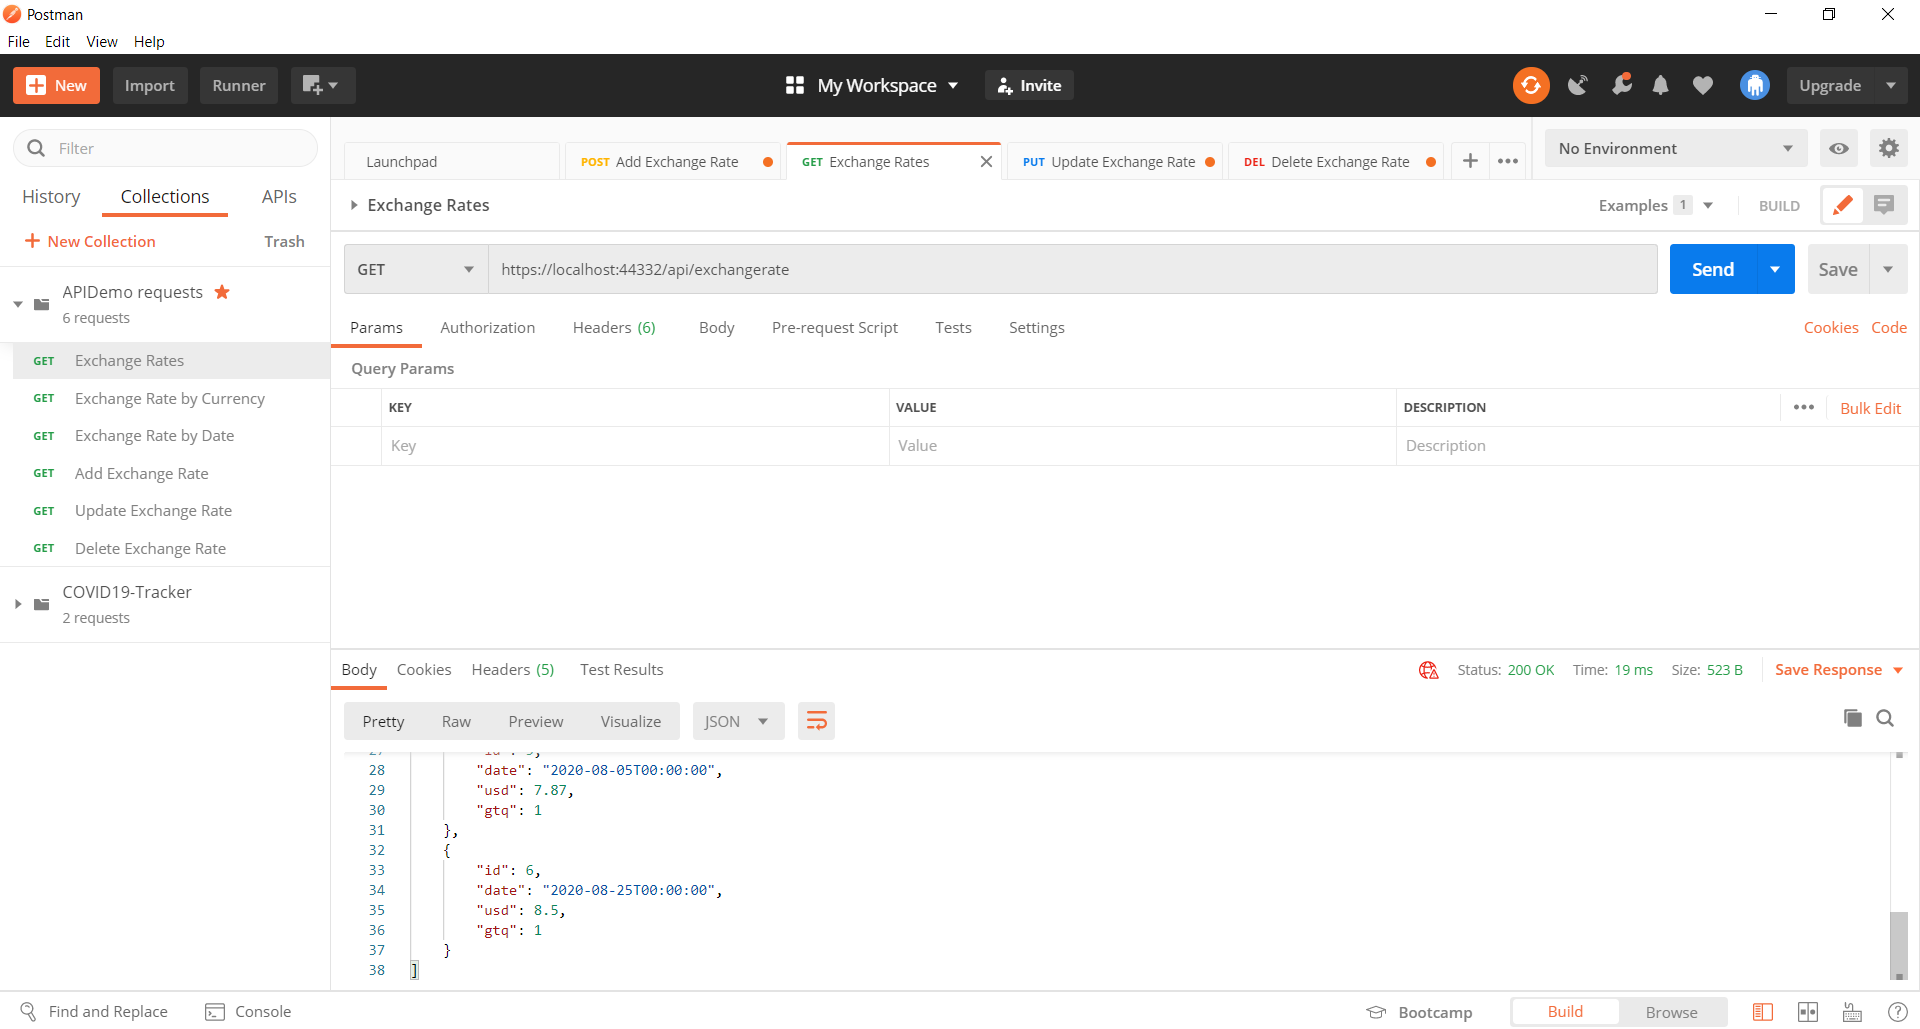 Postman
File Edit View Help
New Import Runner My Workspace Invite Upgrade
Filter
History Collections APIs
New Collection Trash
APIDemo requests
6 requests
GET Exchange Rates
GET Exchange Rate by Currency
GET Exchange Rate by Date
GET Add Exchange Rate
GET Update Exchange Rate
GET Delete Exchange Rate
COVID19-Tracker
2 requests
Launchpad POST Add Exchange Rate GET Exchange Rates PUT Update Exchange Rate DEL Delete Exchange Rate No Environment
Exchange Rates Examples 1 BUILD
GET https://localhost:44332/api/exchangerate Send Save
Params Authorization Headers (6) Body Pre-request Script Tests Settings Cookies Code
Query Params
KEY VALUE DESCRIPTION Bulk Edit
Key Value Description
Body Cookies Headers (5) Test Results Status: 200 OK Time: 19 ms Size: 523 B Save Response
Pretty Raw Preview Visualize JSON
28 "date": "2020-08-05T00:00:00",
29 "usd": 7.87,
30 "gtq": 1
31 },
32 {
33 "id": 6,
34 "date": "2020-08-25T00:00:00",
35 "usd": 8.5,
36 "gtq": 1
37 }
38 ]
Find and Replace Console Bootcamp Build Browse